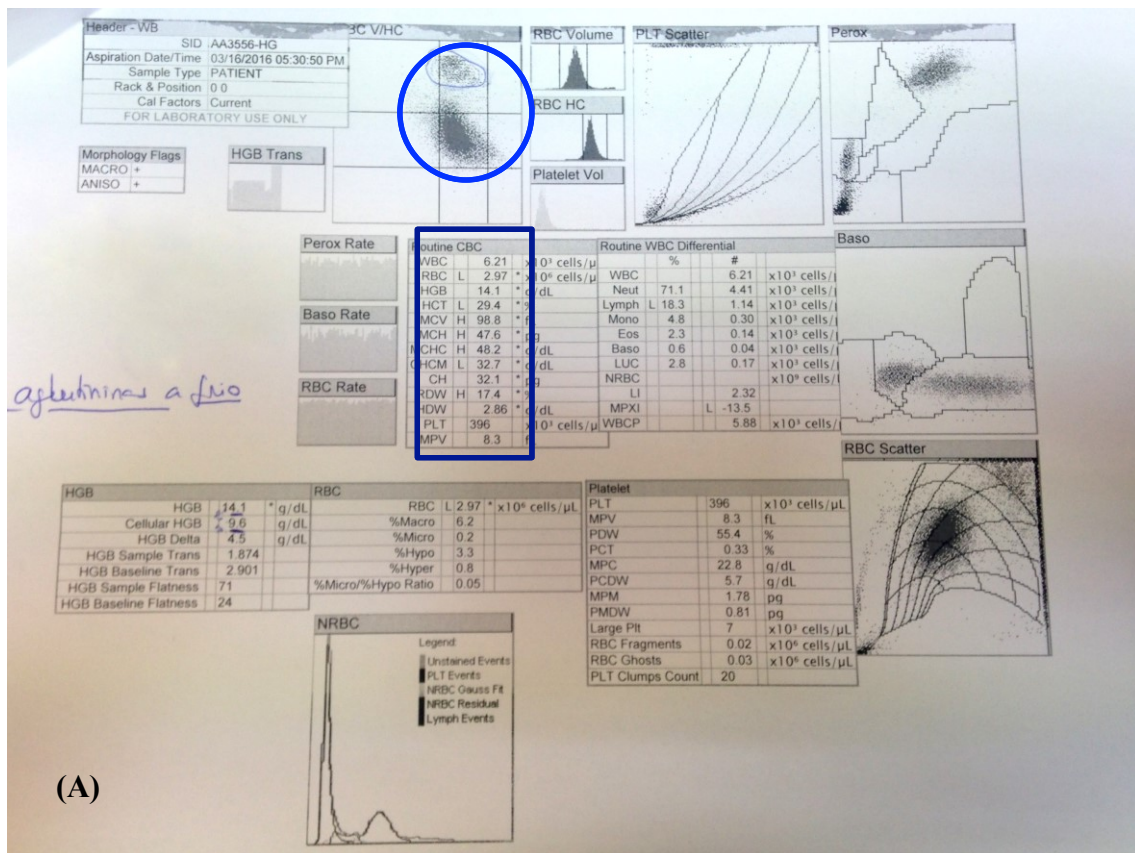 Header - WB
SID AA3556-HG
Aspiration Date/Time 03/16/2016 05:30:50 PM
Sample Type PATIENT
Rack & Position 0 0
Cal Factors Current
FOR LABORATORY USE ONLY
BC V/HC
RBC Volume
PLT Scatter
Perox
RBC HC
Platelet Vol
Morphology Flags
MACRO +
ANISO +
HGB Trans
Perox Rate
Baso Rate
RBC Rate
Routine CBC
WBC 6.21 x10³ cells/µ
RBC L 2.97 * x10⁶ cells/µL
HGB 14.1 * g/dL
HCT L 29.4 * %
MCV H 98.8 * f
MCH H 47.6 * pg
MCHC H 48.2 * g/dL
CHCM L 32.7 * g/dL
CH 32.1 * pg
RDW H 17.4 * %
HDW 2.86 * g/dL
PLT 396 x10³ cells/µ
MPV 8.3 f
Routine WBC Differential
% #
WBC 6.21 x10³ cells/
Neut 71.1 4.41 x10³ cells/
Lymph L 18.3 1.14 x10³ cells/
Mono 4.8 0.30 x10³ cells/
Eos 2.3 0.14 x10³ cells/
Baso 0.6 0.04 x10³ cells/
LUC 2.8 0.17 x10³ cells/
NRBC x10⁹ cells/
LI 2.32
MPXI L -13.5
WBCP 5.88 x10³ cells/
Baso
RBC Scatter
aglutininas a frio
HGB
HGB 14.1 * g/dL
Cellular HGB 9.6 g/dL
HGB Delta 4.5 g/dL
HGB Sample Trans 1.874
HGB Baseline Trans 2.901
HGB Sample Flatness 71
HGB Baseline Flatness 24
RBC
RBC L 2.97 * x10⁶ cells/µL
%Macro 6.2
%Micro 0.2
%Hypo 3.3
%Hyper 0.8
%Micro/%Hypo Ratio 0.05
Platelet
PLT 396 x10³ cells/µL
MPV 8.3 fL
PDW 55.4 %
PCT 0.33 %
MPC 22.8 g/dL
PCDW 5.7 g/dL
MPM 1.78 pg
PMDW 0.81 pg
Large Plt 7 x10³ cells/µL
RBC Fragments 0.02 x10⁶ cells/µL
RBC Ghosts 0.03 x10⁶ cells/µL
PLT Clumps Count 20
NRBC
Legend
Unstained Events
PLT Events
NRBC Gauss Fit
NRBC Residual
Lymph Events
(A)